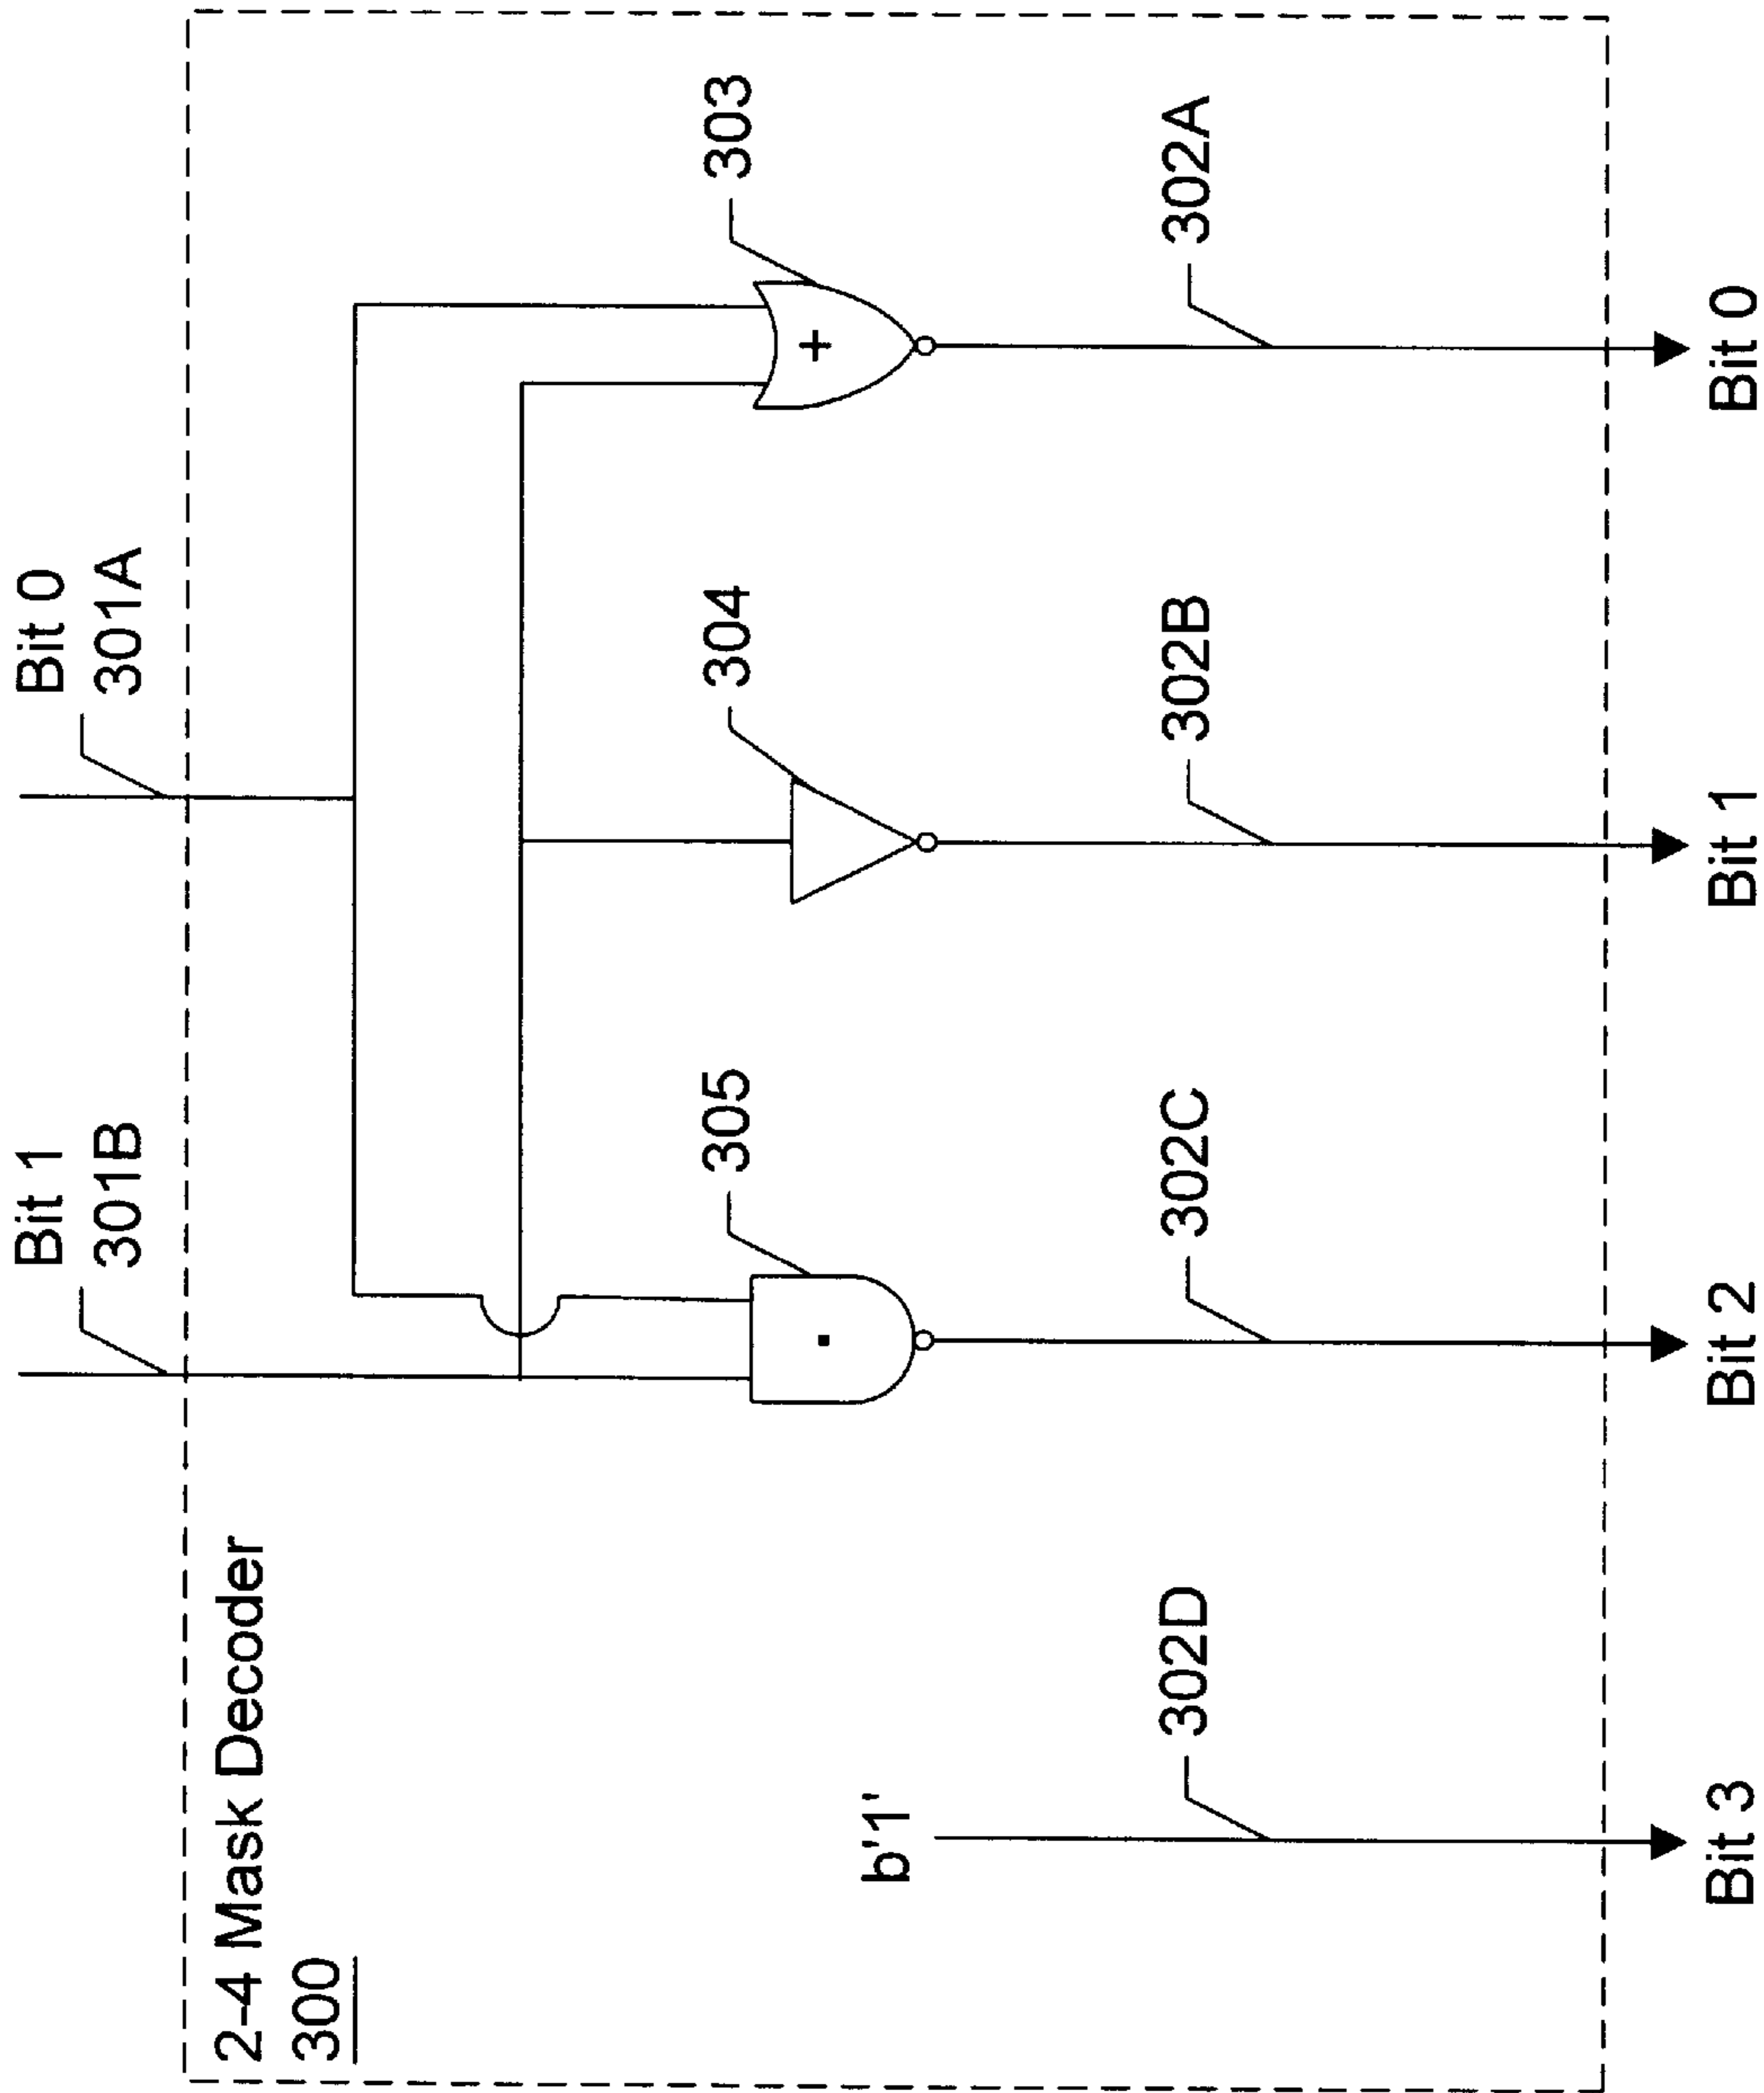 Bit 1
301B
Bit 0
301A
2-4 Mask Decoder
300
305
304
303
·
+
b'1'
302D
302C
302B
302A
Bit 3
Bit 2
Bit 1
Bit 0